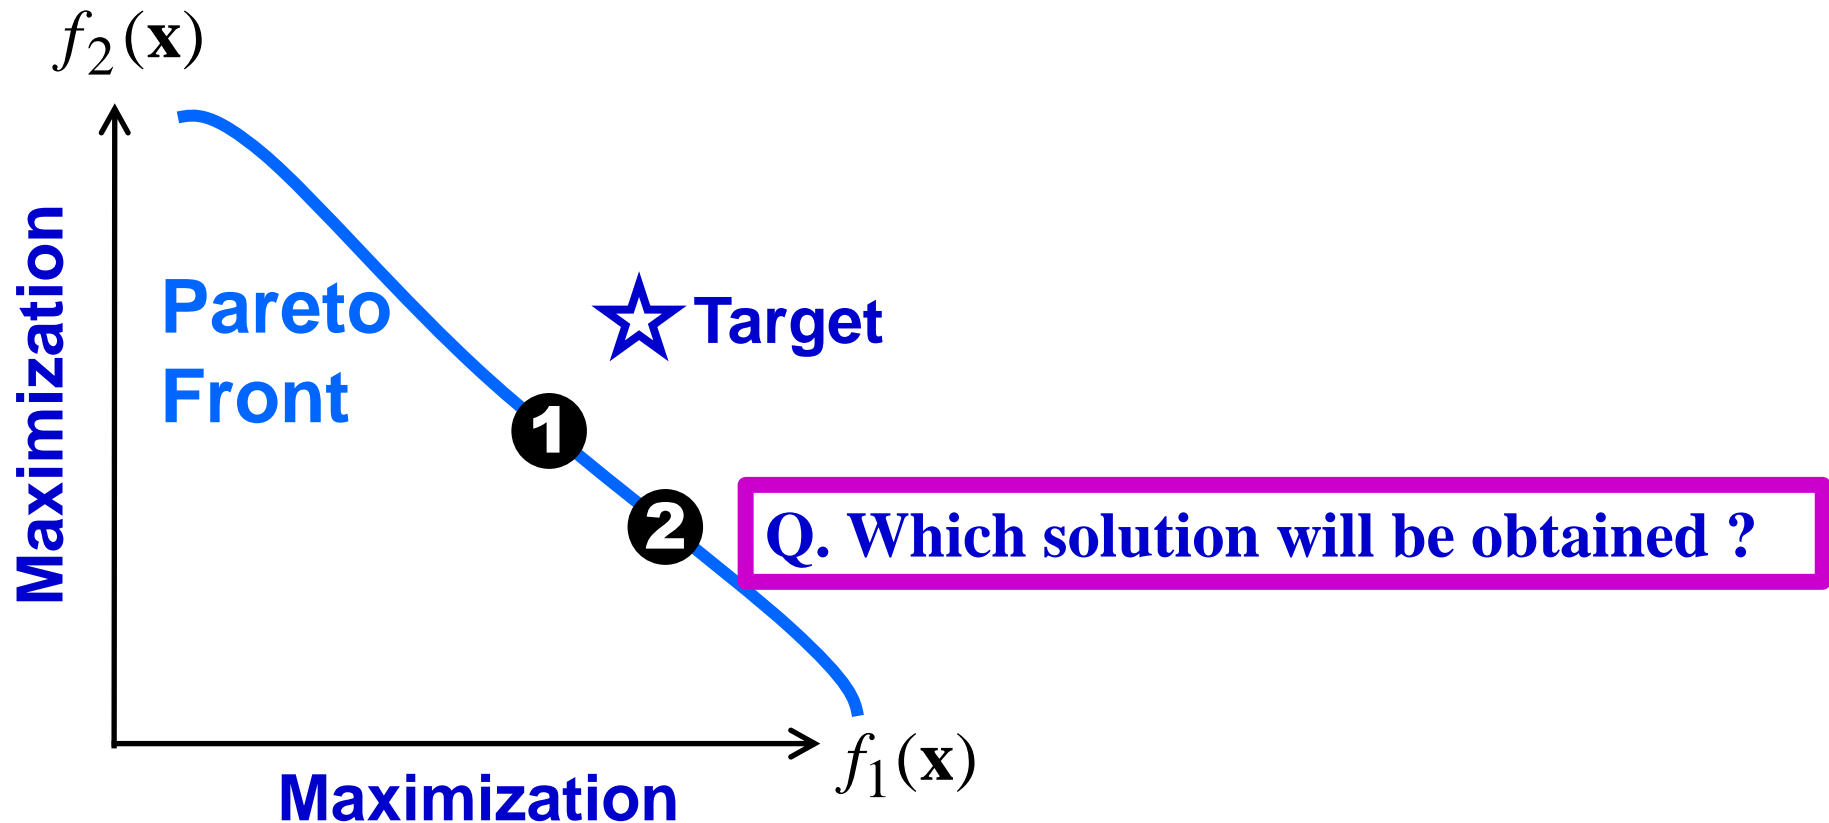 f₂(x)
Maximization
Pareto
Front
Target
1
2
Q. Which solution will be obtained ?
f₁(x)
Maximization